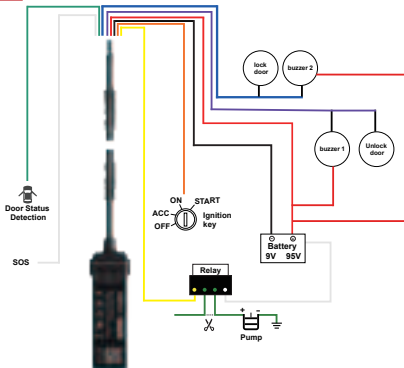 lock
door
buzzer 2
buzzer 1
Unlock
door
Door Status
Detection
ON
START
ACC
OFF
Ignition
key
SOS
Battery
9V 95V
Relay
+ -
Pump